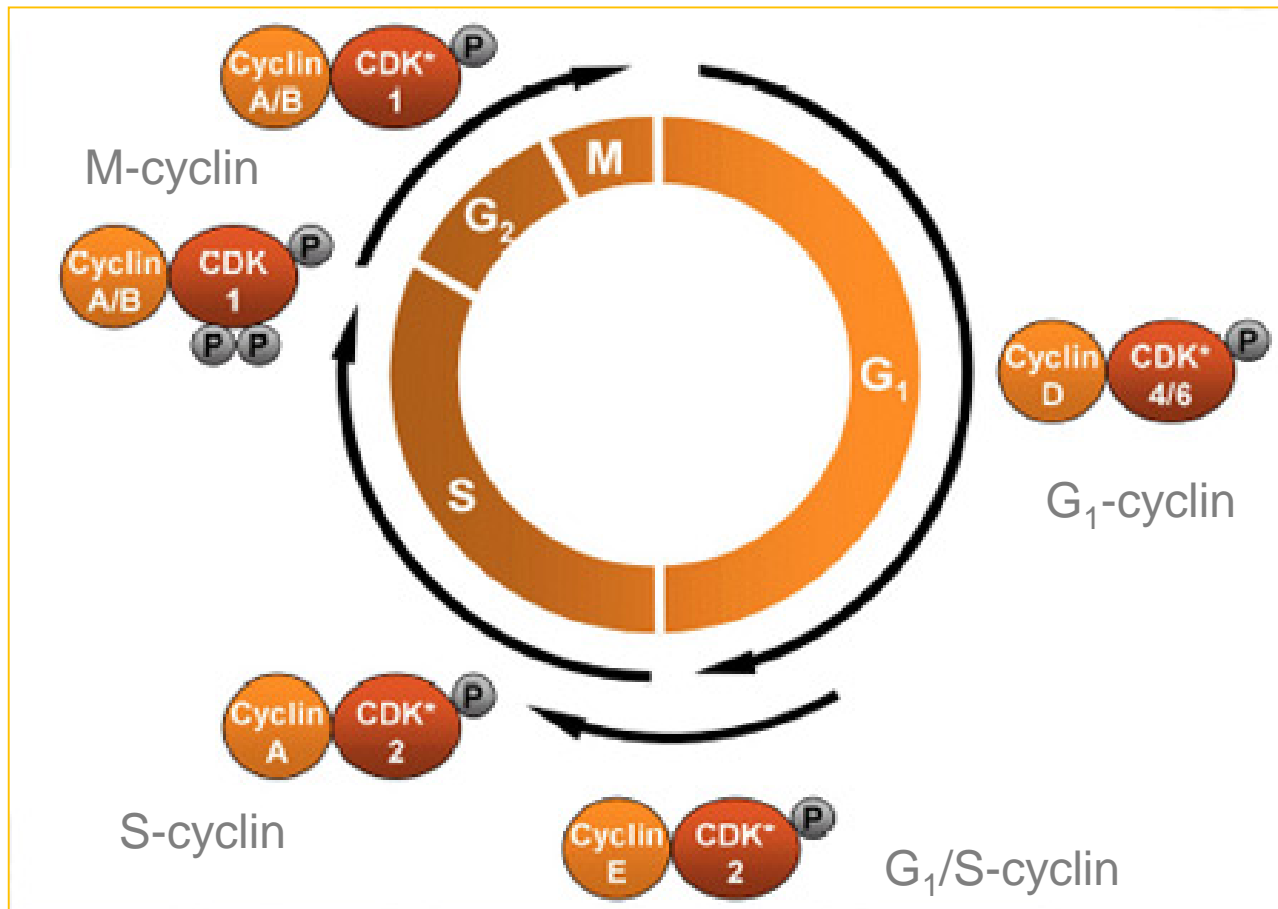 Cyclin
A/B
CDK*
1
P
M-cyclin
Cyclin
A/B
CDK
1
P
P
P
M
G₂
S
G₁
Cyclin
D
CDK*
4/6
P
G₁-cyclin
Cyclin
A
CDK*
2
P
S-cyclin
Cyclin
E
CDK*
2
P
G₁/S-cyclin